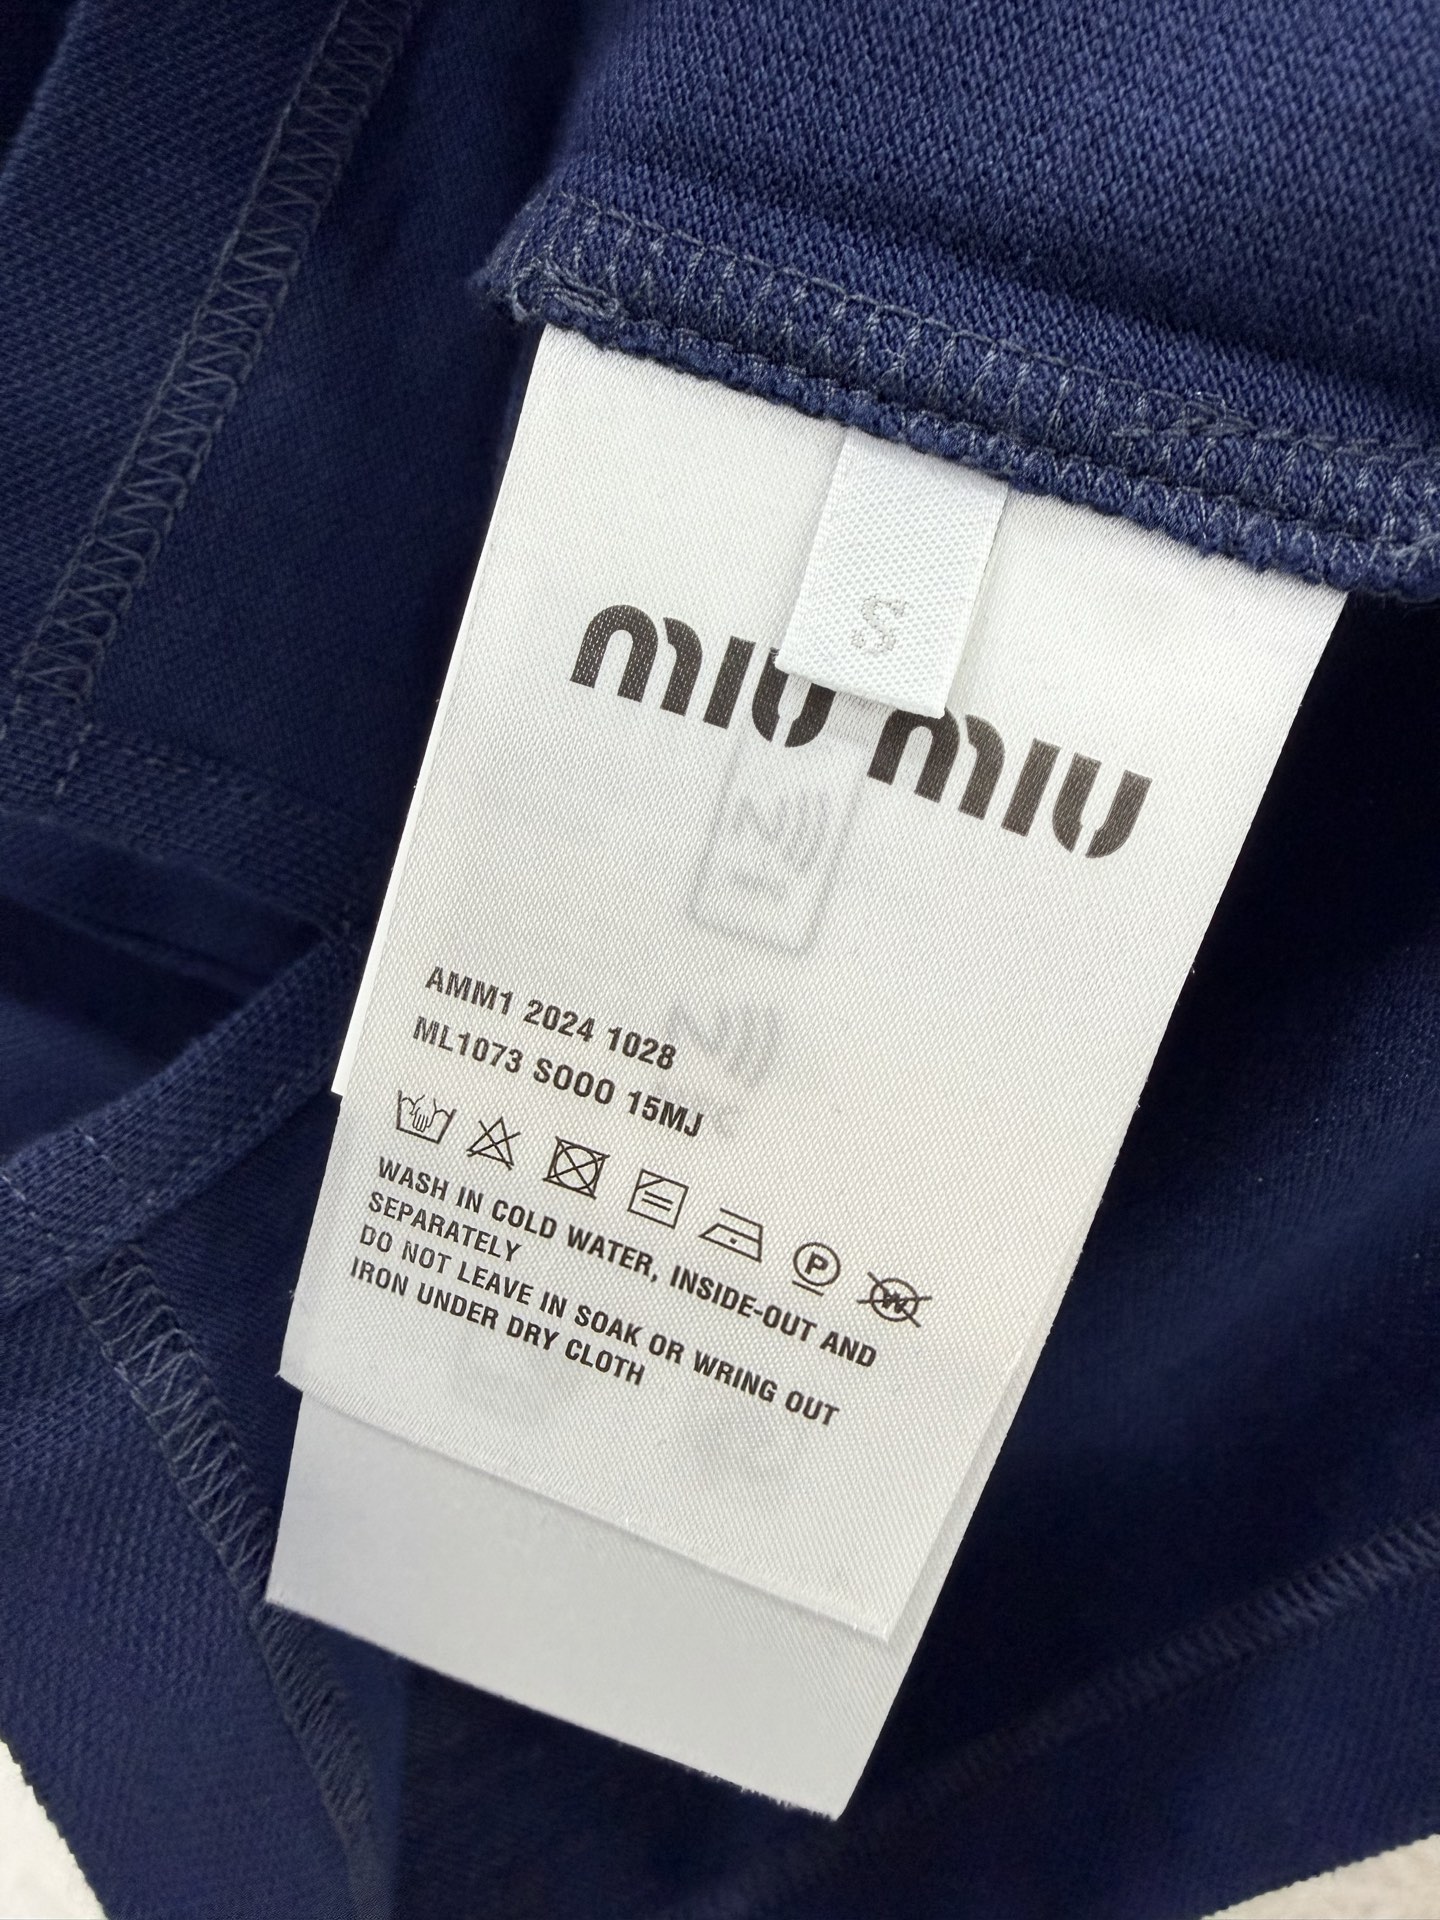 S
miu miu
AMM1 2024 1028
ML1073 S000 15MJ
P
W
WASH IN COLD WATER, INSIDE-OUT AND
SEPARATELY
DO NOT LEAVE IN SOAK OR WRING OUT
IRON UNDER DRY CLOTH